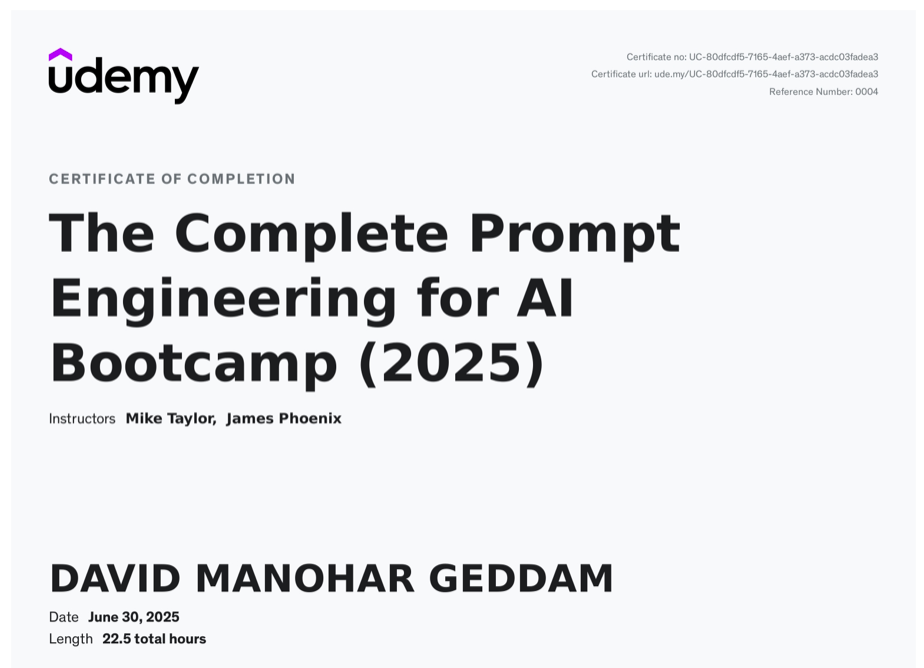 udemy
Certificate no: UC-80dfcdf5-7165-4aef-a373-acdc03fadea3
Certificate url: ude.my/UC-80dfcdf5-7165-4aef-a373-acdc03fadea3
Reference Number: 0004
CERTIFICATE OF COMPLETION
The Complete Prompt
Engineering for AI
Bootcamp (2025)
Instructors Mike Taylor, James Phoenix
DAVID MANOHAR GEDDAM
Date June 30, 2025
Length 22.5 total hours